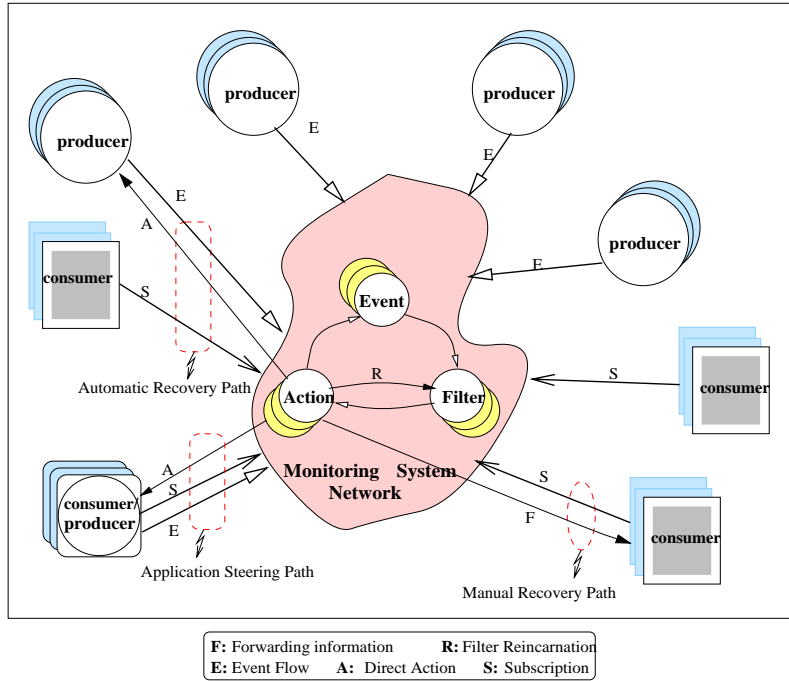 producer
producer
E
E
producer
E
A
producer
E
consumer
S
Event
Automatic Recovery Path
R
Action
Filter
S
consumer
A
S
E
consumer/
producer
Monitoring System
Network
S
F
consumer
Application Steering Path
Manual Recovery Path
F: Forwarding information R: Filter Reincarnation
E: Event Flow A: Direct Action S: Subscription